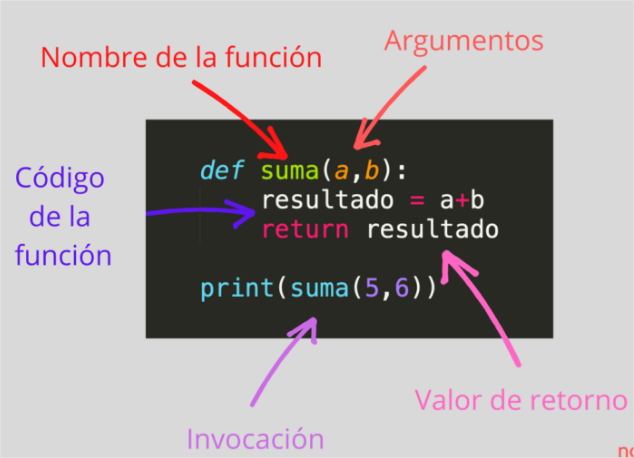 Nombre de la función
Argumentos
Código
de la
función
def suma(a,b):
resultado = a+b
return resultado
print(suma(5,6))
Invocación
Valor de retorno